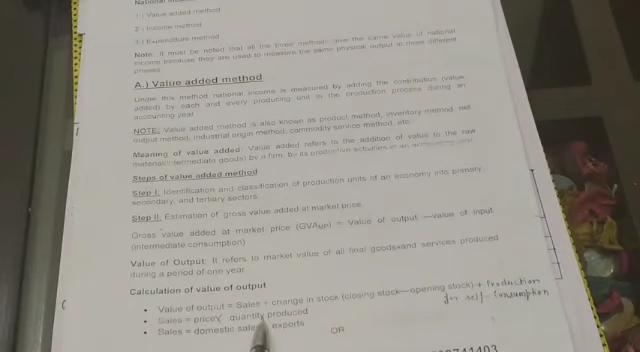 National
1.) Value added method
2.) Income method
3.) Expenditure method
Note: It must be noted that all the three methods give the same value of national
income because they are used to measure the same physical output in three different
phases
A.) Value added method
Under this method national income is measured by adding the contribution (value
added) by each and every producing unit in the production process during an
accounting year
NOTE: Value added method is also known as product method, inventory method, net
output method, industrial origin method, commodity service method, etc.
Meaning of value added: Value added refers to the addition of value to the raw
material(intermediate goods) by a firm, by its productive activities in an accounting year
Steps of value added method
Step I: Identification and classification of production units of an economy into primary,
secondary, and tertiary sectors.
Step II: Estimation of gross value added at market price.
Gross value added at market price (GVAMP) = Value of output —value of input
(intermediate consumption)
Value of Output: It refers to market value of all final goods and services produced
during a period of one year
Calculation of value of output
• Value of output = Sales + change in stock (closing stock—opening stock) + Production
for self-Consumption
• Sales = price× quantity produced
• Sales = domestic sales exports
OR